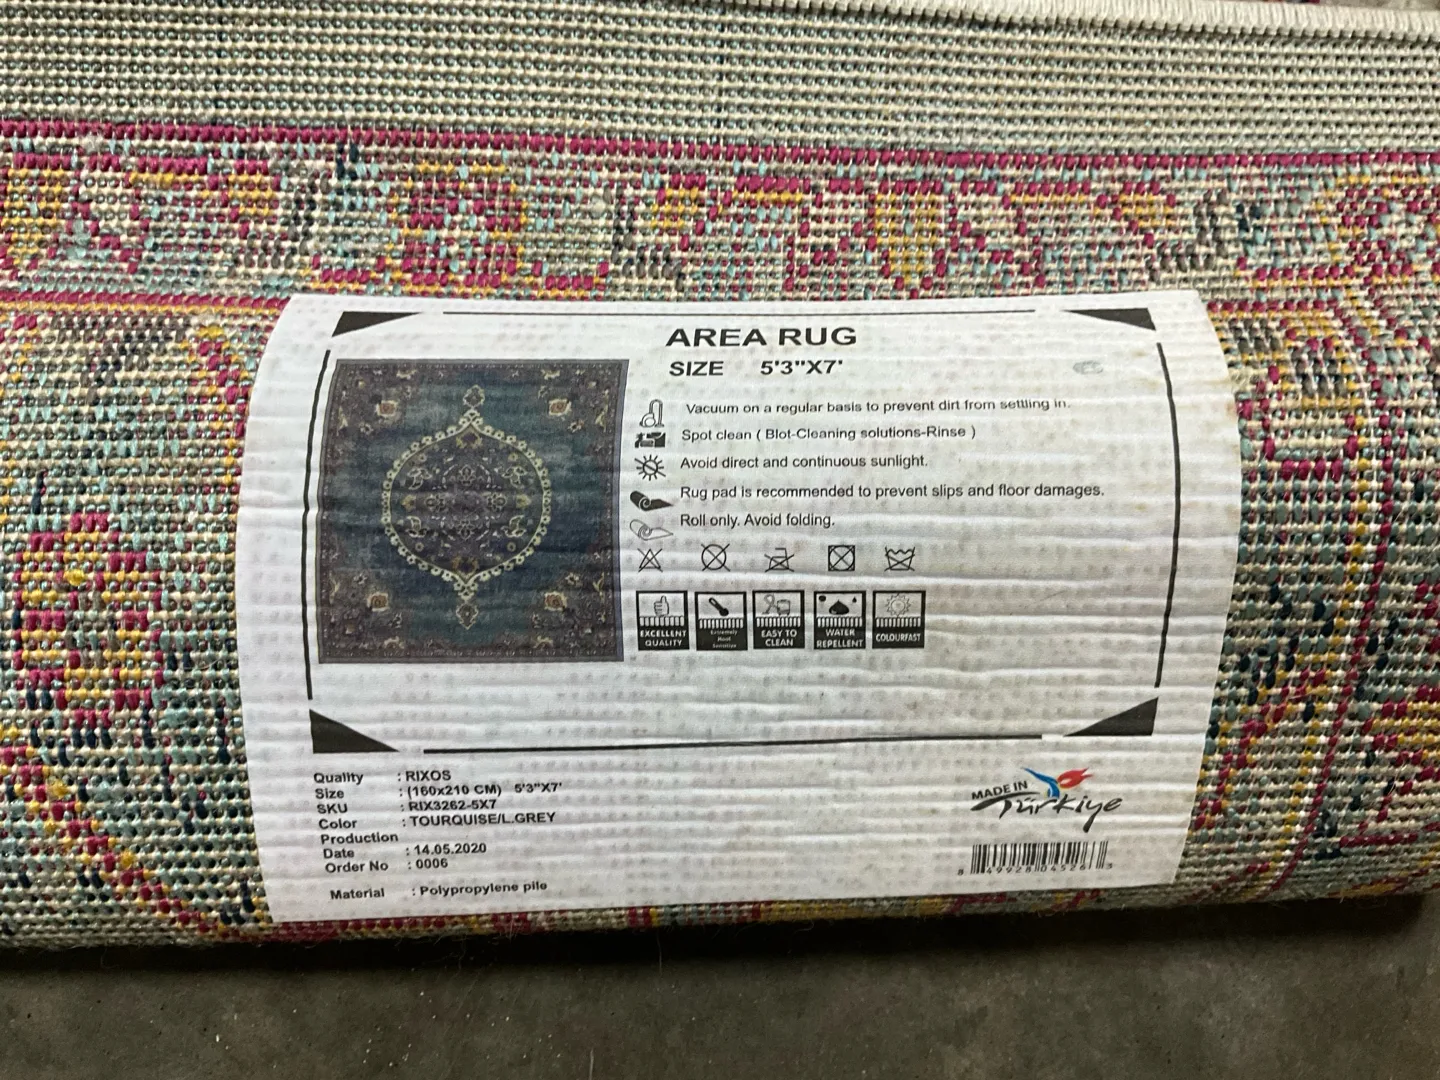 AREA RUG
SIZE 5'3"X7'
Vacuum on a regular basis to prevent dirt from settling in.
Spot clean ( Blot-Cleaning solutions-Rinse )
Avoid direct and continuous sunlight.
Rug pad is recommended to prevent slips and floor damages.
Roll only. Avoid folding.
EXCELLENT QUALITY
Extremely Heat
EASY TO CLEAN
WATER REPELLENT
COLOURFAST
Quality : RIXOS
Size : (160x210 CM) 5'3"X7'
SKU : RIX3262-5X7
Color : TOURQUISE/L.GREY
Production
Date : 14.05.2020
Order No : 0006
Material : Polypropylene pile
MADE IN
Türkiye